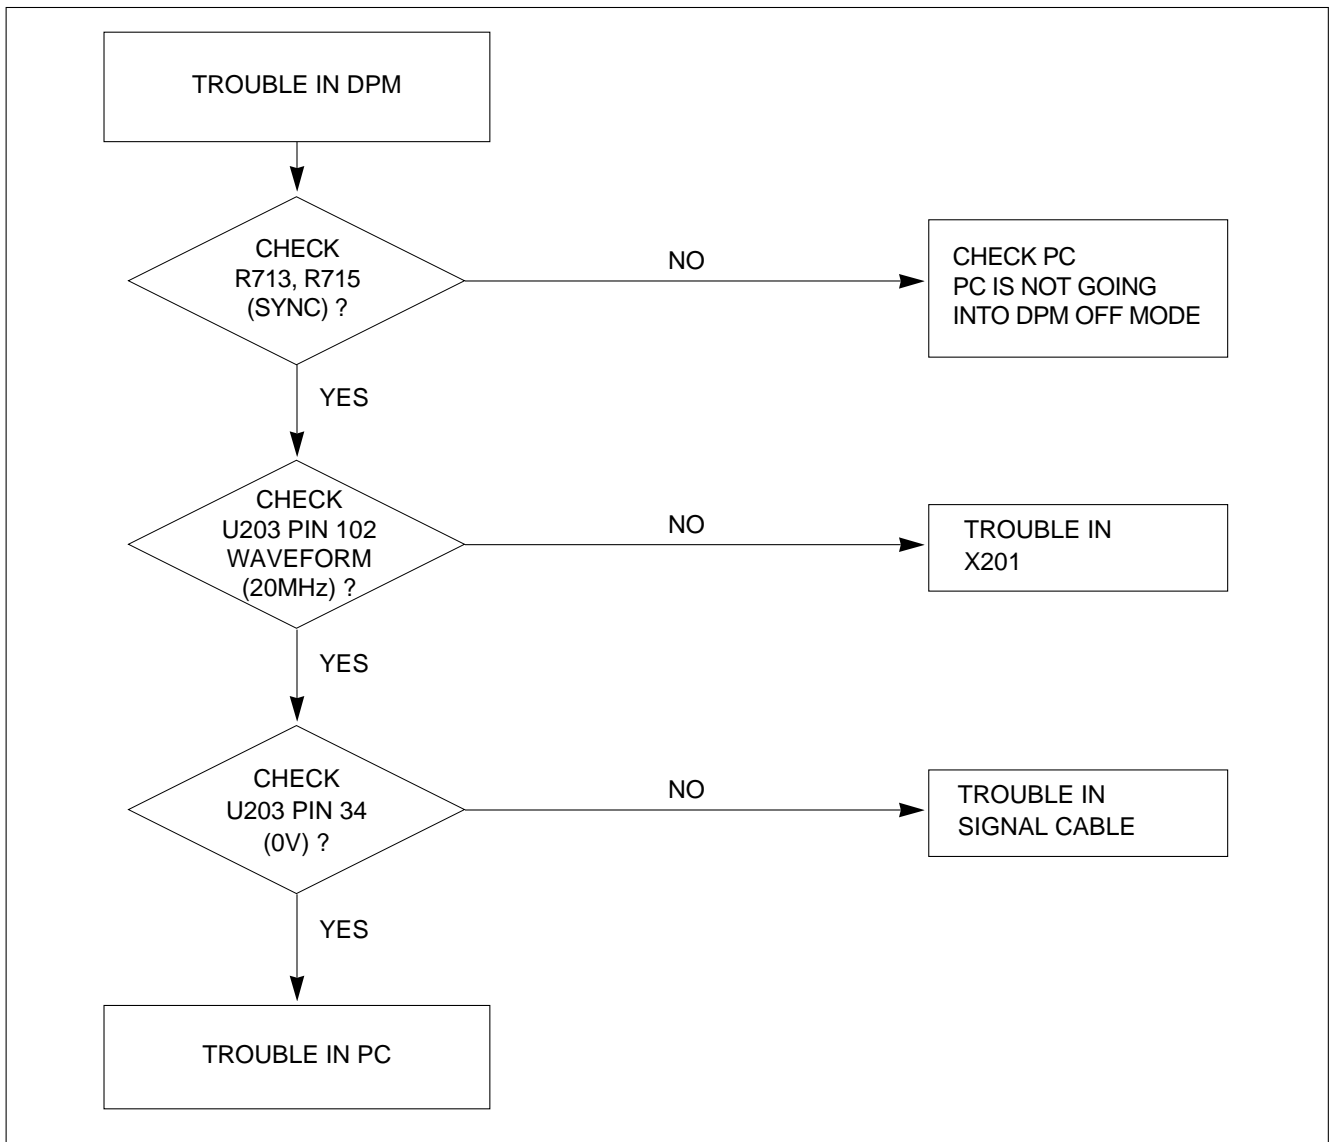 TROUBLE IN DPM
CHECK
R713, R715
(SYNC) ?
NO
CHECK PC
PC IS NOT GOING
INTO DPM OFF MODE
YES
CHECK
U203 PIN 102
WAVEFORM
(20MHz) ?
NO
TROUBLE IN
X201
YES
CHECK
U203 PIN 34
(0V) ?
NO
TROUBLE IN
SIGNAL CABLE
YES
TROUBLE IN PC